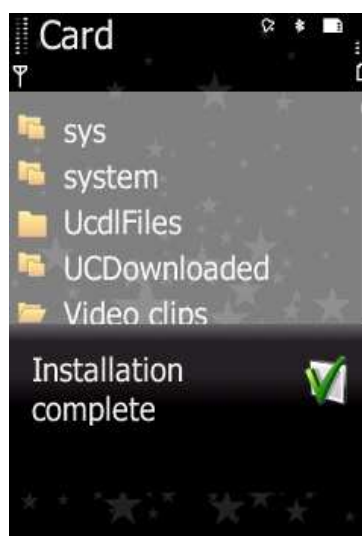 Card
sys
system
UcdlFiles
UCDownloaded
Video clips
Installation
complete